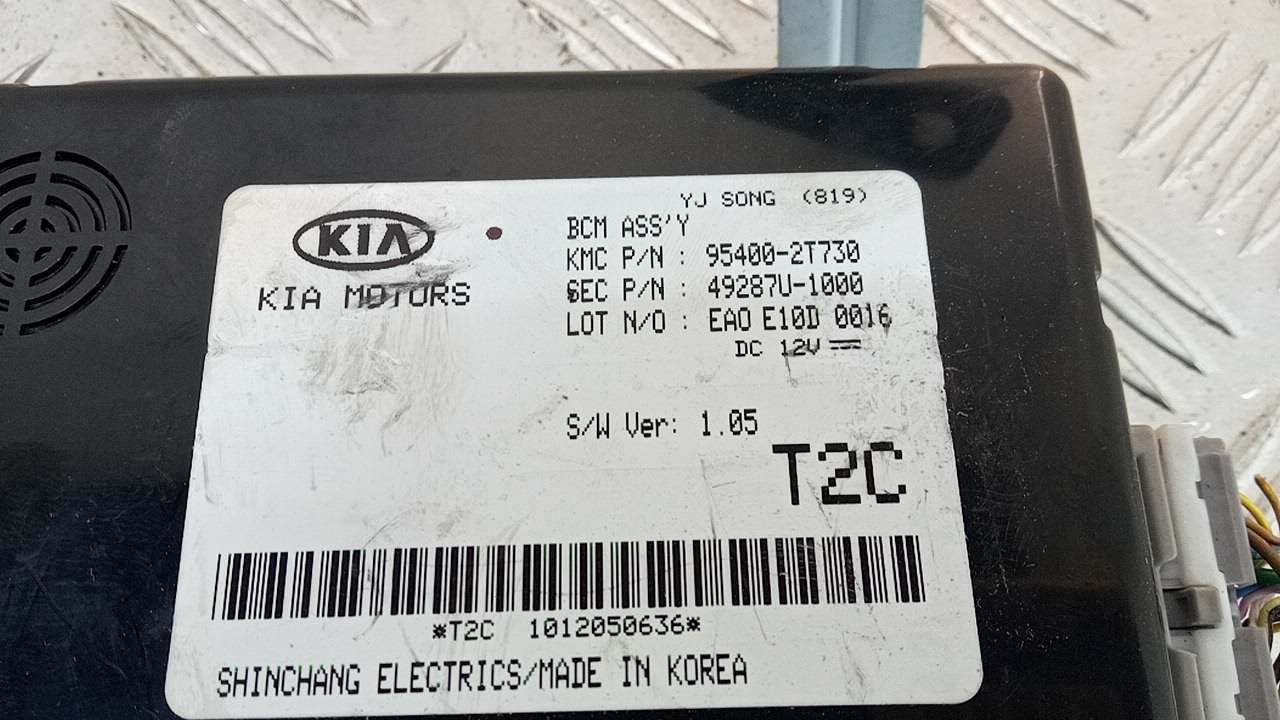 YJ SONG (819)
KIA
KIA MOTORS
BCM ASS'Y
KMC P/N : 95400-2T730
SEC P/N : 49287U-1000
LOT N/O : EAO E10D 0016
DC 12V
S/W Ver: 1.05
T2C
*T2C 1012050636*
SHINCHANG ELECTRICS/MADE IN KOREA